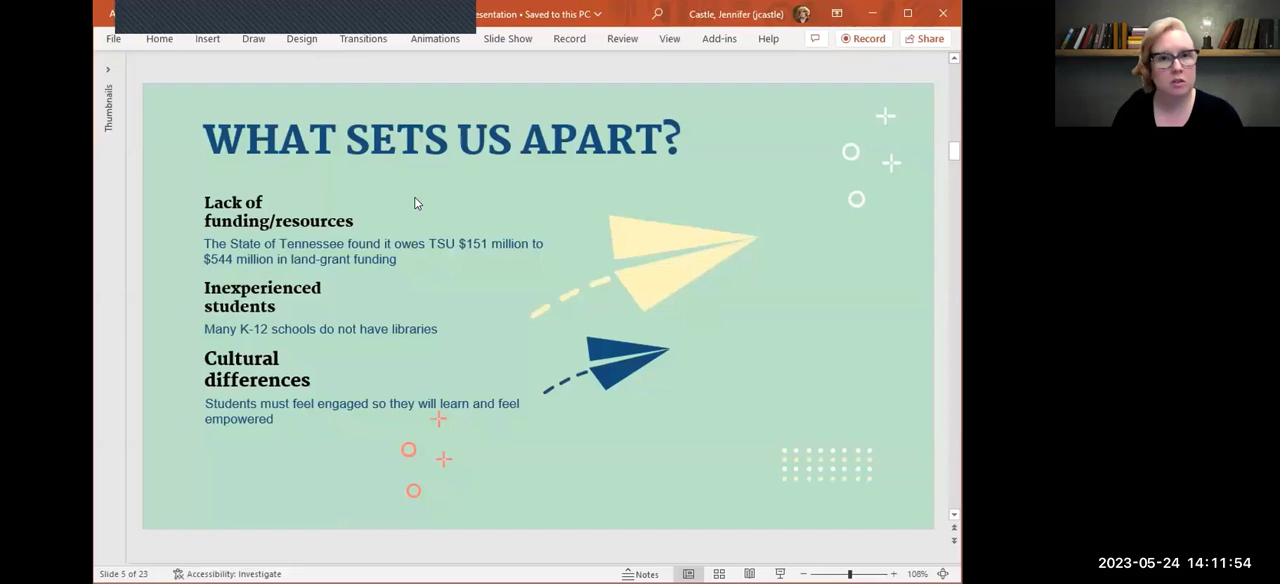 A
esentation • Saved to this PC
Castle, Jennifer (jcastle)
File Home Insert Draw Design Transitions Animations Slide Show Record Review View Add-ins Help Record Share
Thumbnails
WHAT SETS US APART?
Lack of
funding/resources
The State of Tennessee found it owes TSU $151 million to
$544 million in land-grant funding
Inexperienced
students
Many K-12 schools do not have libraries
Cultural
differences
Students must feel engaged so they will learn and feel
empowered
Slide 5 of 23 Accessibility: Investigate Notes 108%
2023-05-24 14:11:54